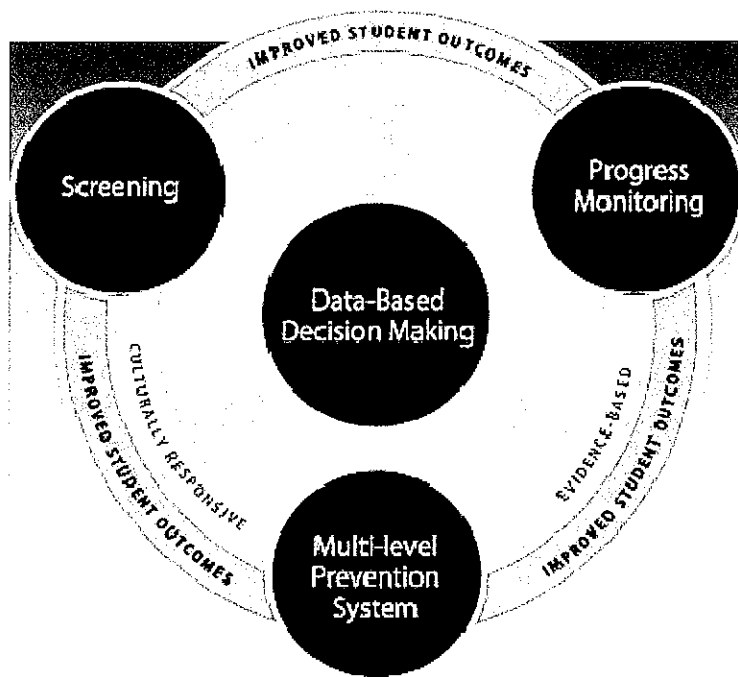 IMPROVED STUDENT OUTCOMES
Screening
Progress
Monitoring
Data-Based
Decision Making
CULTURALLY RESPONSIVE
EVIDENCE-BASED
IMPROVED STUDENT OUTCOMES
IMPROVED STUDENT OUTCOMES
Multi-level
Prevention
System